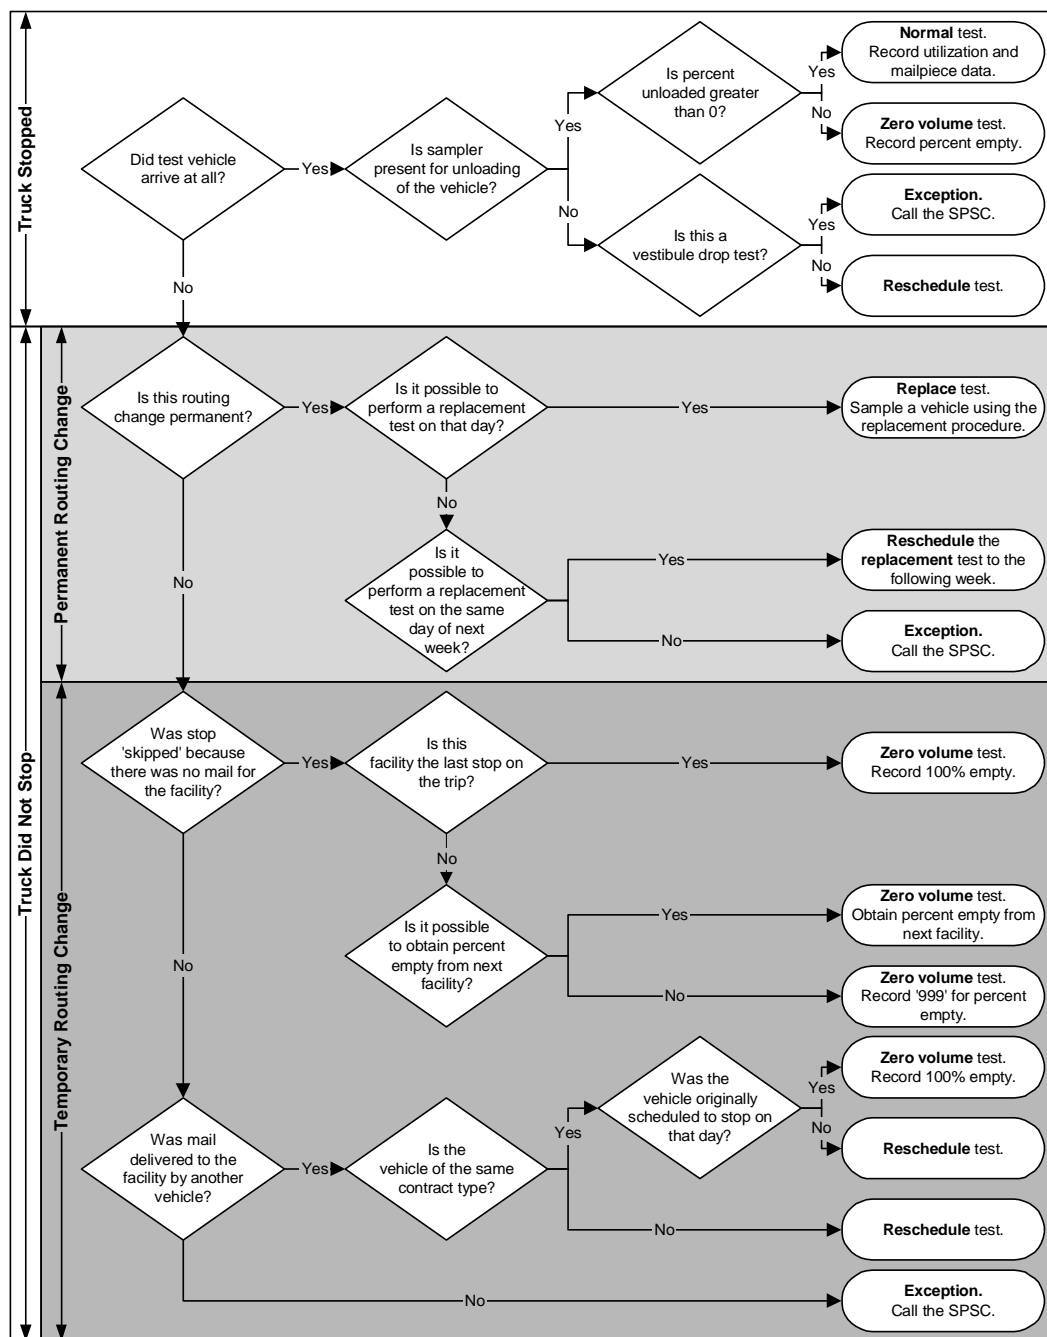 Truck Stopped
Did test vehicle
arrive at all?
Yes
Is sampler
present for unloading
of the vehicle?
Yes
Is percent
unloaded greater
than 0?
Yes
Normal test.
Record utilization and
mailpiece data.
No
Zero volume test.
Record percent empty.
No
Is this a
vestibule drop test?
Yes
Exception.
Call the SPSC.
No
Reschedule test.
No
Truck Did Not Stop
Permanent Routing Change
Is this routing
change permanent?
Yes
Is it possible to
perform a replacement
test on that day?
Yes
Replace test.
Sample a vehicle using the
replacement procedure.
No
Is it
possible to
perform a replacement
test on the same
day of next
week?
Yes
Reschedule the
replacement test to the
following week.
No
Exception.
Call the SPSC.
No
Temporary Routing Change
Was stop
'skipped' because
there was no mail for
the facility?
Yes
Is this
facility the last stop on
the trip?
Yes
Zero volume test.
Record 100% empty.
No
Is it possible
to obtain percent
empty from next
facility?
Yes
Zero volume test.
Obtain percent empty from
next facility.
No
Zero volume test.
Record '999' for percent
empty.
No
Was mail
delivered to the
facility by another
vehicle?
Yes
Is the
vehicle of the same
contract type?
Yes
Was the
vehicle originally
scheduled to stop on
that day?
Yes
Zero volume test.
Record 100% empty.
No
Reschedule test.
No
Reschedule test.
No
Exception.
Call the SPSC.